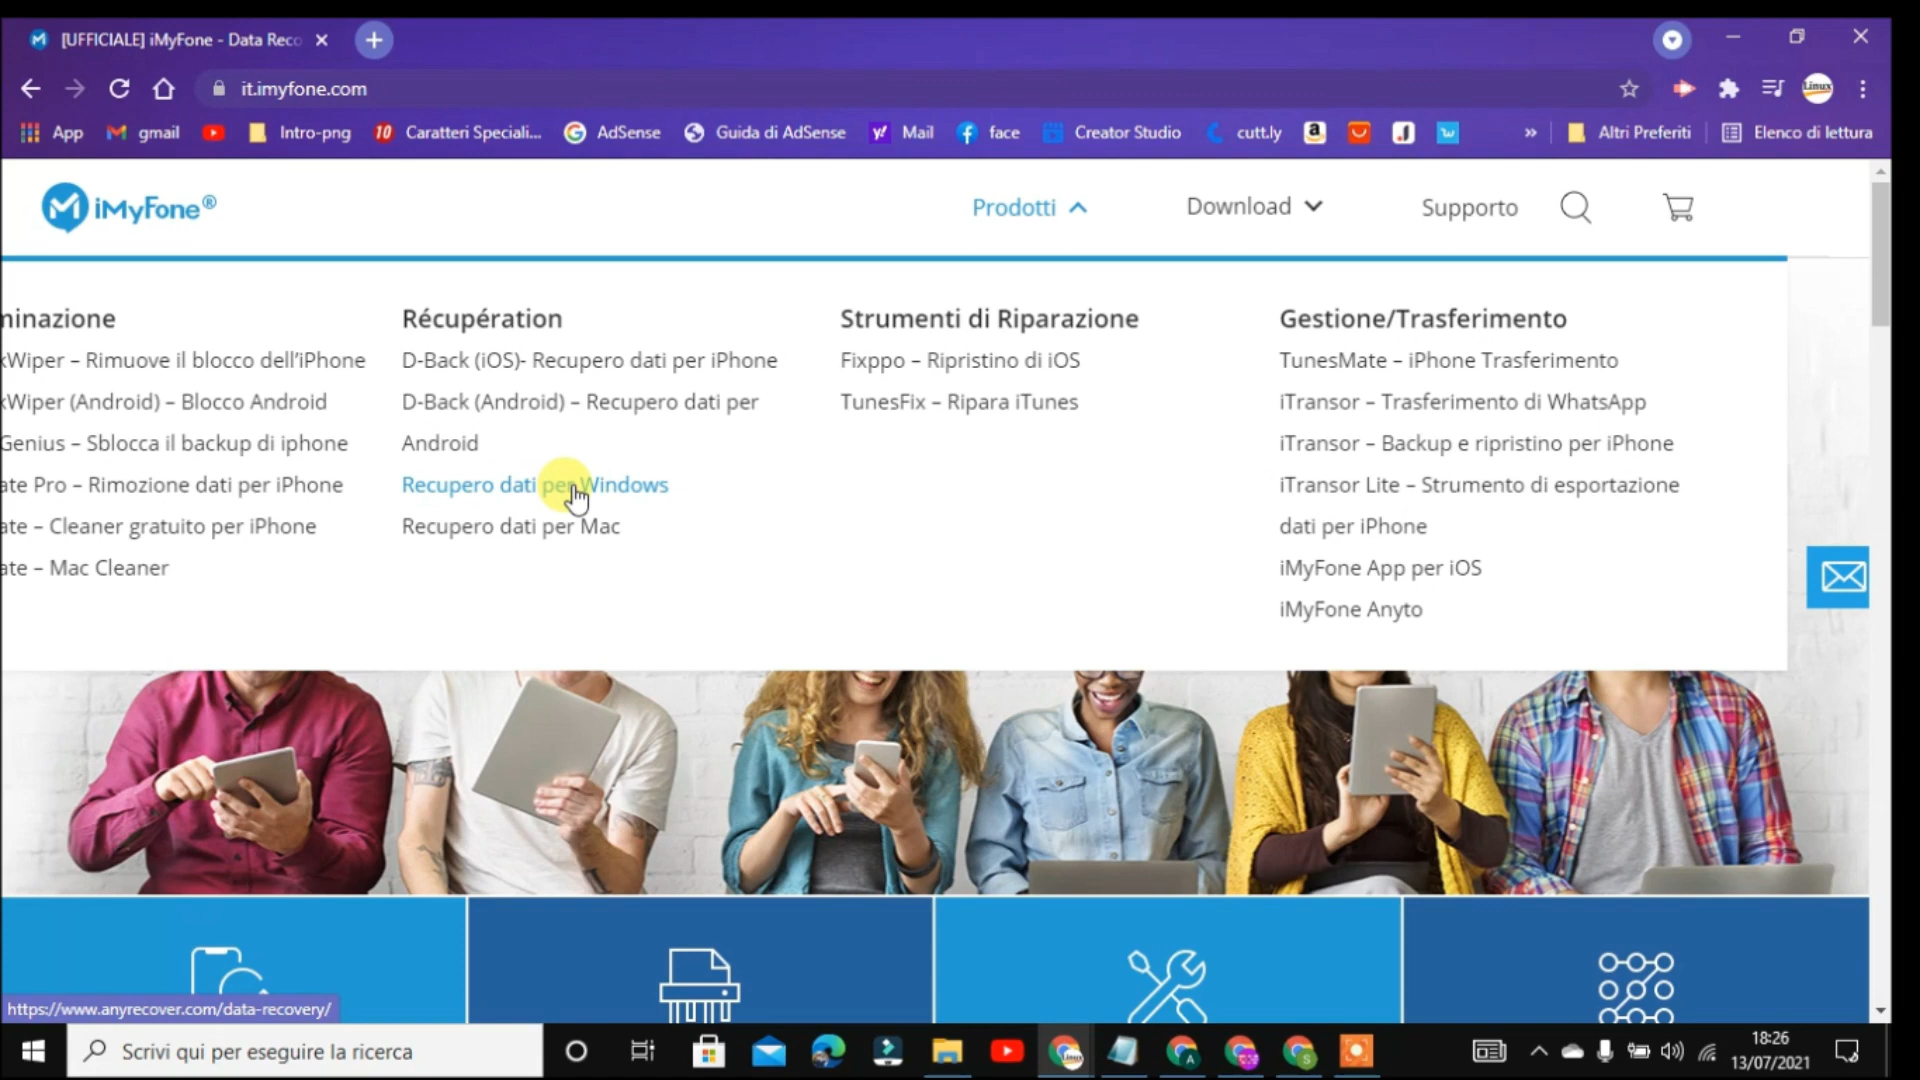 [UFFICIALE] iMyFone - Data Reco
it.imyfone.com
Linux
App gmail Intro-png 10 Caratteri Speciali... AdSense Guida di AdSense Mail face Creator Studio cutt.ly Altri Preferiti Elenco di lettura
iMyFone® Prodotti Download Supporto
minazione
kWiper – Rimuove il blocco dell'iPhone
kWiper (Android) – Blocco Android
Genius – Sblocca il backup di iphone
ate Pro – Rimozione dati per iPhone
ate – Cleaner gratuito per iPhone
ate – Mac Cleaner
Récupération
D-Back (iOS)- Recupero dati per iPhone
D-Back (Android) – Recupero dati per
Android
Recupero dati per Windows
Recupero dati per Mac
Strumenti di Riparazione
Fixppo – Ripristino di iOS
TunesFix – Ripara iTunes
Gestione/Trasferimento
TunesMate – iPhone Trasferimento
iTransor – Trasferimento di WhatsApp
iTransor – Backup e ripristino per iPhone
iTransor Lite – Strumento di esportazione
dati per iPhone
iMyFone App per iOS
iMyFone Anyto
https://www.anyrecover.com/data-recovery/
Scrivi qui per eseguire la ricerca
18:26
13/07/2021